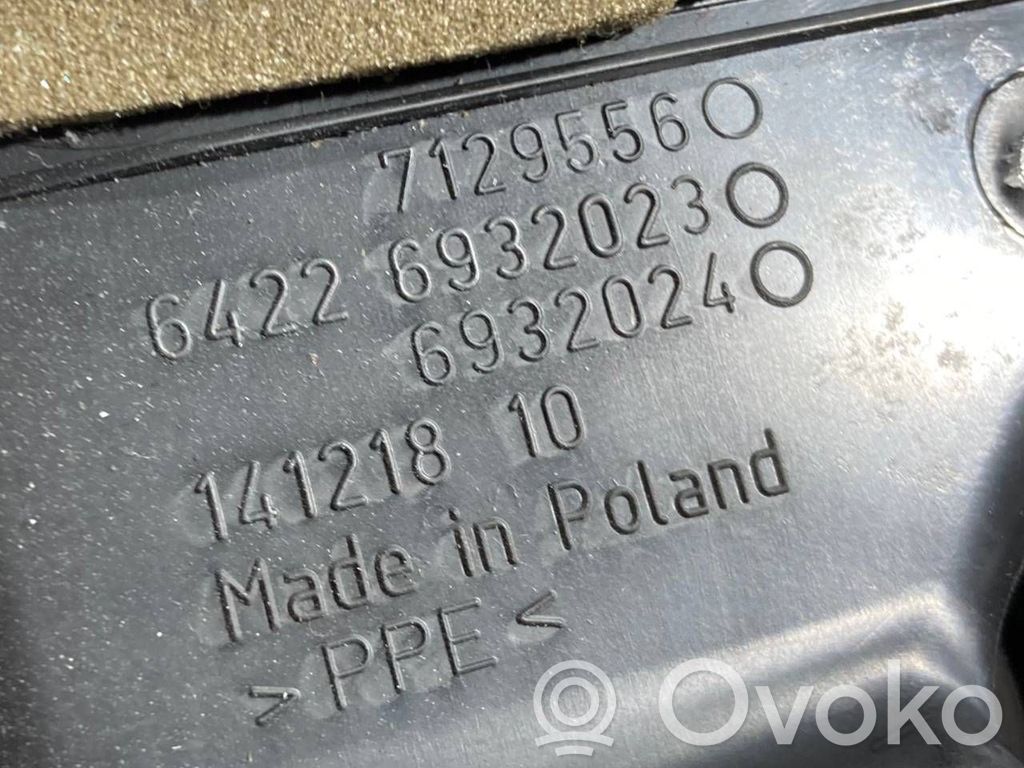 7129556
6422 6932023
6932024
141218 10
Made in Poland
>PPE<
Ovoko